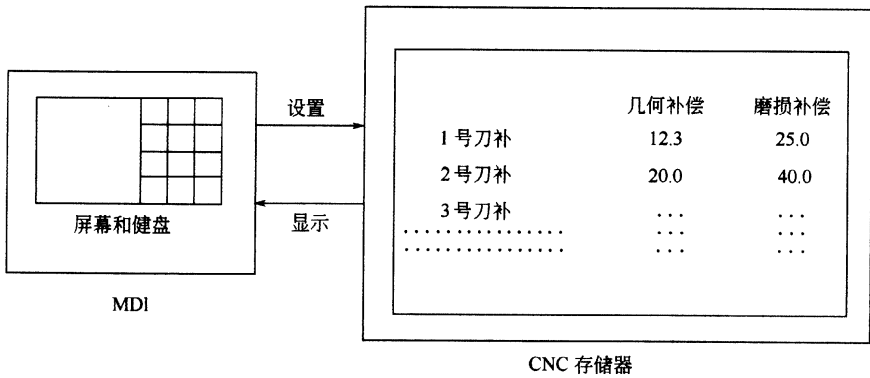 几何补偿 磨损补偿
1 号刀补 12.3 25.0
2 号刀补 20.0 40.0
3 号刀补 ... ...
................ ... ...
................ ... ...
设置
显示
屏幕和健盘
MDI
CNC 存储器